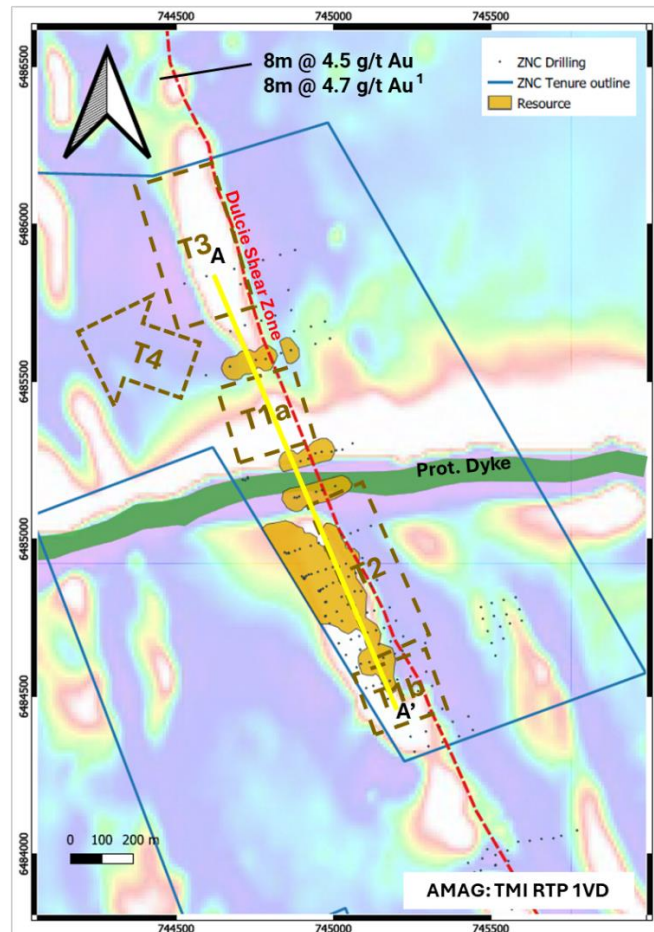 744500
745000
745500
6486500
8m @ 4.5 g/t Au
8m @ 4.7 g/t Au1
ZNC Drilling
ZNC Tenure outline
Resource
6486000
T3
A
Dulcie Shear Zone
T4
6485500
T1a
Prot. Dyke
6485000
T2
T1b
A’
6484500
0 100 200 m
6484000
AMAG: TMI RTP 1VD
744500
745000
745500